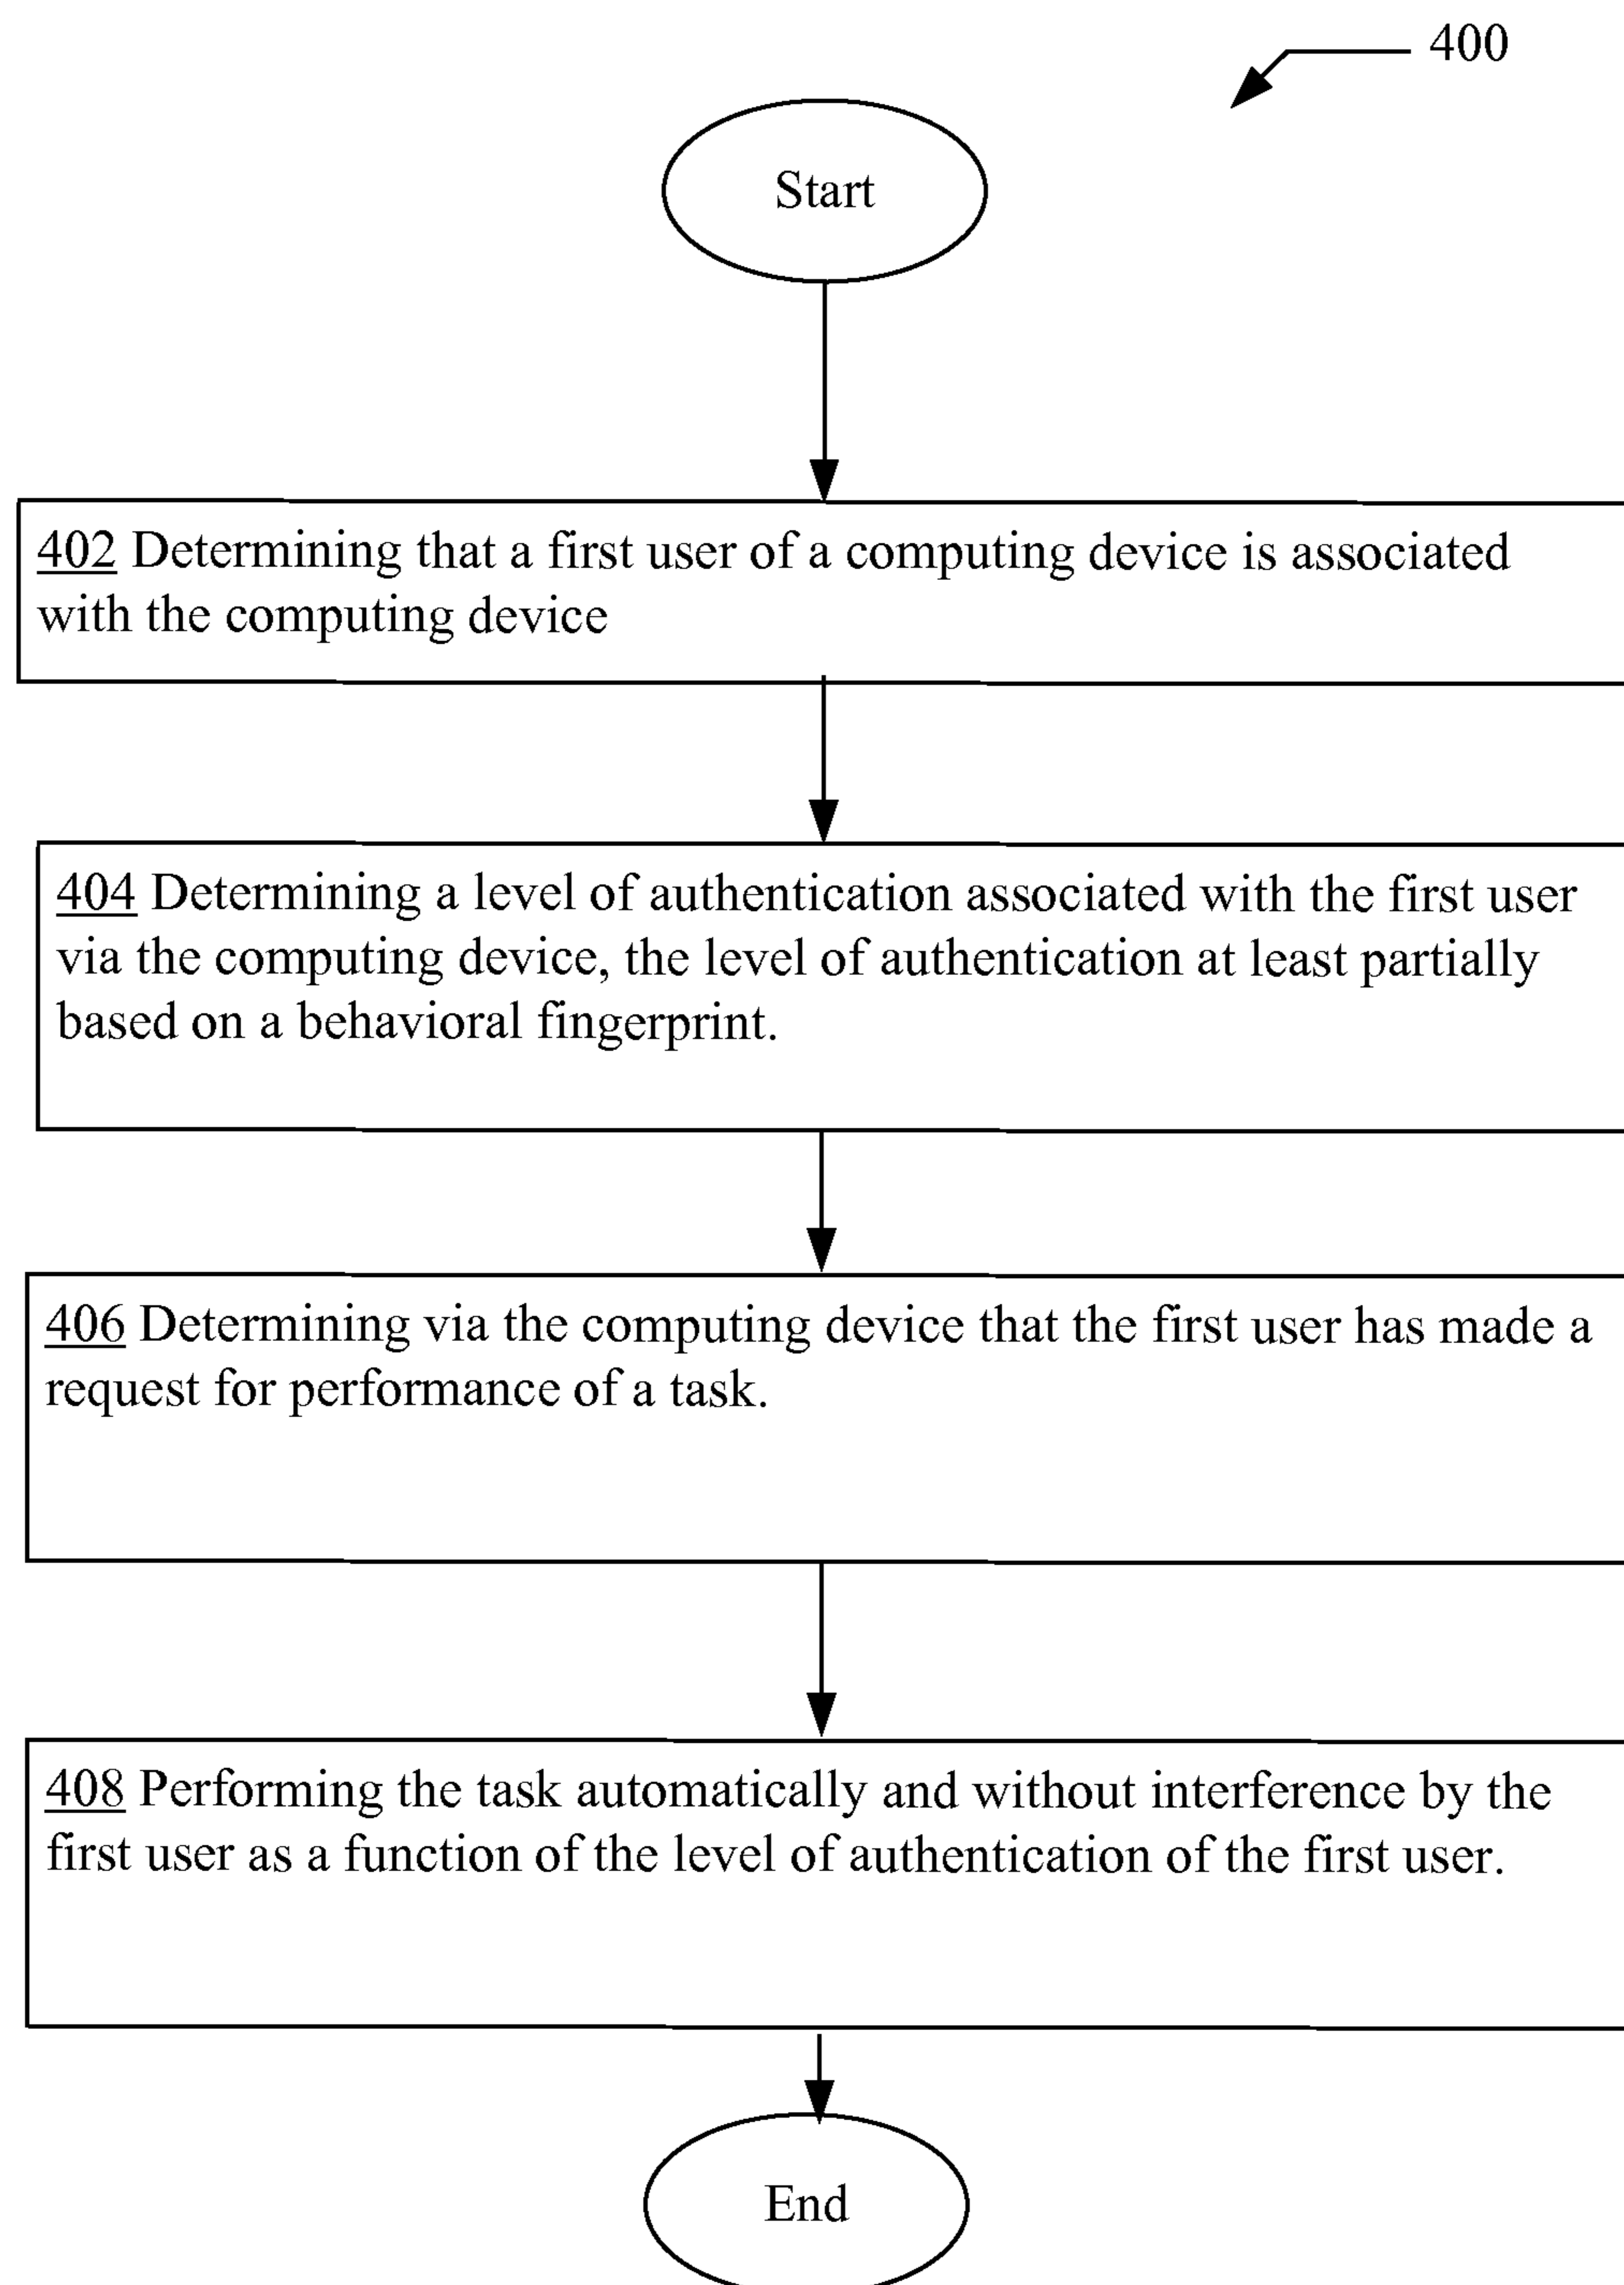 400
Start
402 Determining that a first user of a computing device is associated
with the computing device
404 Determining a level of authentication associated with the first user
via the computing device, the level of authentication at least partially
based on a behavioral fingerprint.
406 Determining via the computing device that the first user has made a
request for performance of a task.
408 Performing the task automatically and without interference by the
first user as a function of the level of authentication of the first user.
End